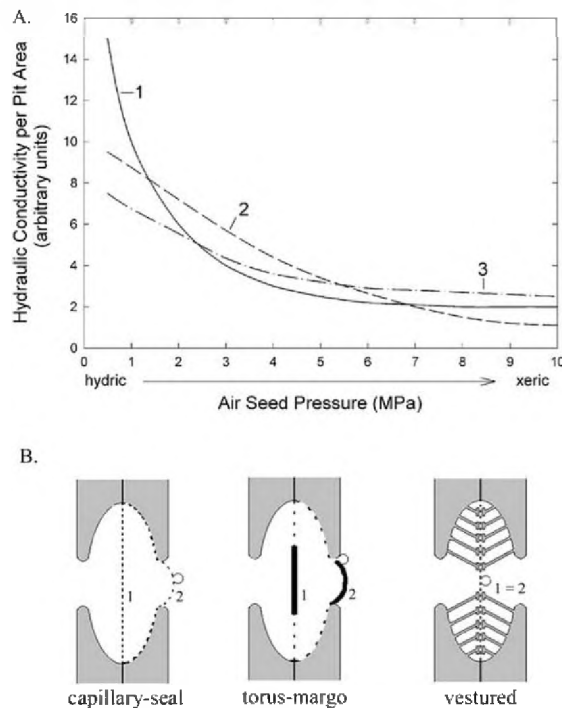 A.
Hydraulic Conductivity per Pit Area
(arbitrary units)
16
14
12
10
8
6
4
2
0
1
2
3
0 1 2 3 4 5 6 7 8 9 10
hydric xeric
Air Seed Pressure (MPa)
B.
1 2
1 2
1 = 2
capillary-seal torus-margo vestured